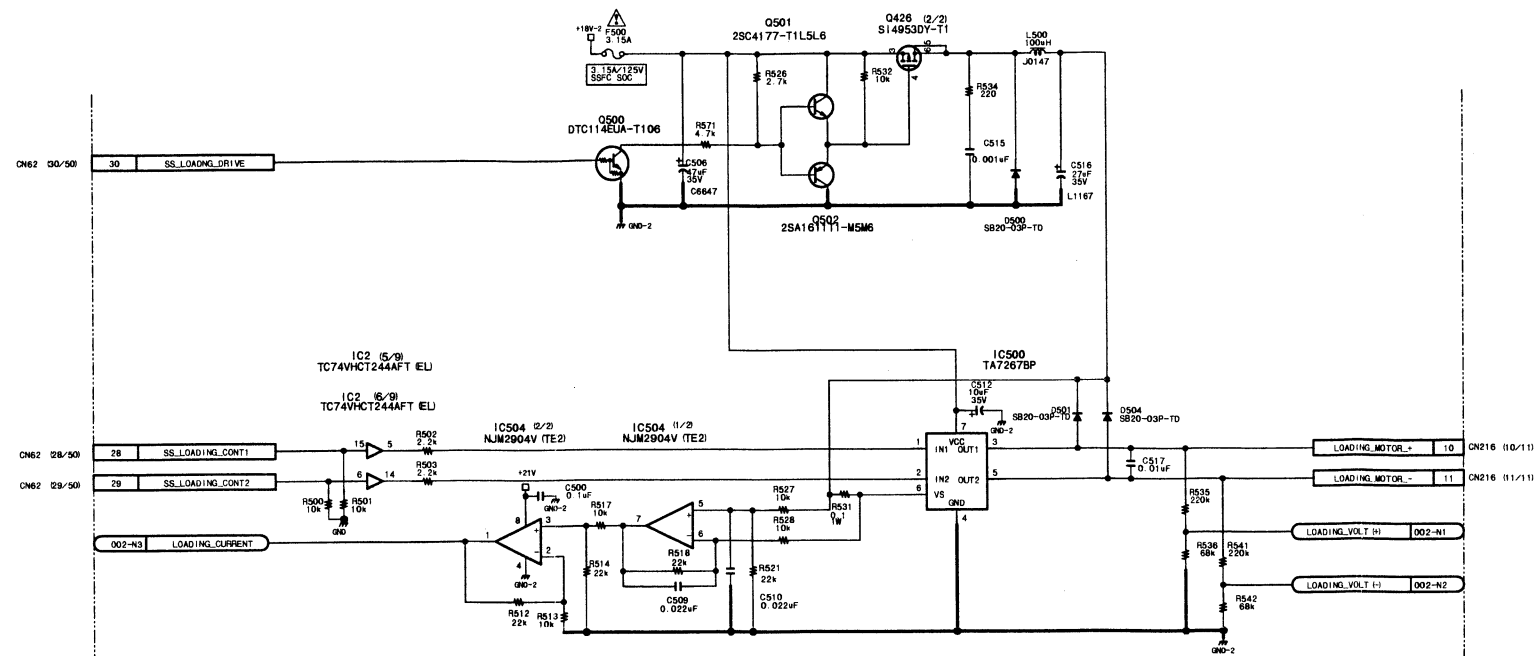 +18V-2
F500
3.15A
3.15A/125V
SSFC SOC
Q501
2SC4177-T1L5L6
Q426 (2/2)
SI4953DY-T1
L500
100uH
J0147
R526
2.7k
R532
10k
3
5
6
4
R534
220
Q500
DTC114EUA-T106
R571
4.7k
C506
47uF
35V
C6647
C515
0.001uF
C516
27uF
35V
L1167
CN62 (30/50)
30 SS_LOADNG_DRIVE
GND-2
Q502
2SA1611T1-M5M6
D500
SB20-03P-TD
IC2 (5/9)
TC74VHCT244AFT (EL)
IC2 (6/9)
TC74VHCT244AFT (EL)
IC500
TA7267BP
C512
10uF
35V
GND-2
D501
SB20-03P-TD
D504
SB20-03P-TD
IC504 (2/2)
NJM2904V (TE2)
IC504 (1/2)
NJM2904V (TE2)
R502
2.2k
R503
2.2k
CN62 (28/50)
28 SS_LOADING_CONT1
15
5
CN62 (29/50)
29 SS_LOADING_CONT2
6
14
R500
10k
R501
10k
GND
1
2
6
7
VCC
IN1 OUT1
IN2 OUT2
VS
GND
3
5
4
C517
0.01uF
LOADING_MOTOR_+ 10
CN216 (10/11)
LOADING_MOTOR_- 11
CN216 (11/11)
+21V
C500
0.1uF
GND-2
R517
10k
R527
10k
R528
10k
R531
0.1
1W
R535
220k
R536
68k
R541
220k
R542
68k
LOADING_VOLT (+) 002-N1
LOADING_VOLT (-) 002-N2
002-N3 LOADING_CURRENT
1
8
3
2
4
+
-
GND-2
7
5
6
+
-
R514
22k
R518
22k
C509
0.022uF
R521
22k
C510
0.022uF
R512
22k
R513
10k
GND-2